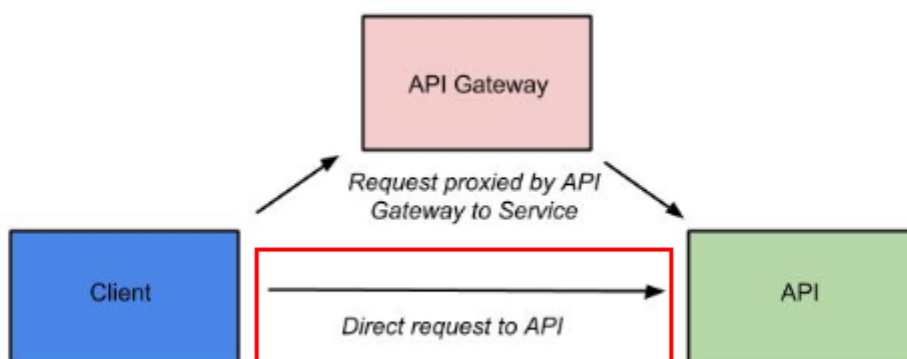 API Gateway
Request proxied by API
Gateway to Service
Client
Direct request to API
API